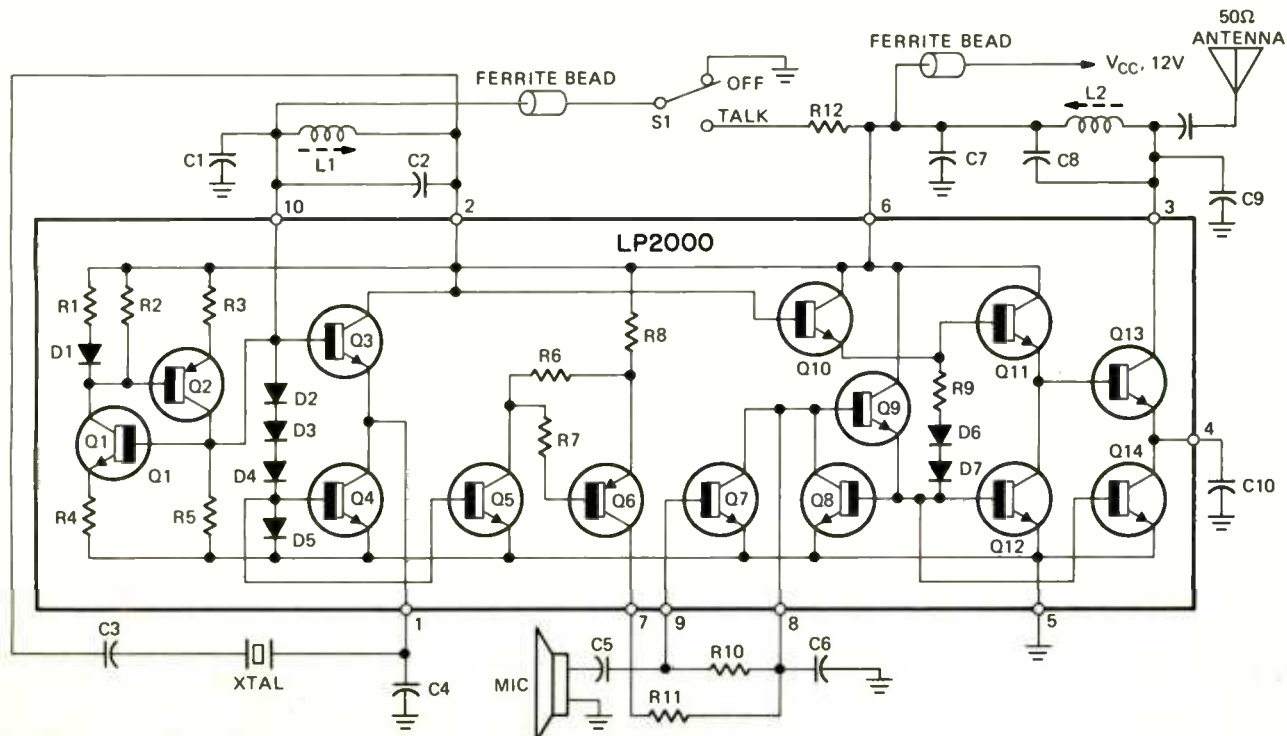 50Ω
ANTENNA
FERRITE BEAD
VCC, 12V
FERRITE BEAD
OFF
S1
TALK
R12
L2
C1
L1
C2
C7
C8
C9
10
2
6
3
LP2000
R1
R2
R3
D1
Q2
Q3
R8
Q10
Q11
Q13
R6
R9
D2
Q1
Q1
D3
R7
Q9
D6
4
D4
D7
Q14
R4
R5
Q4
Q5
Q6
Q7
Q8
Q12
C10
D5
1
7
9
8
5
C3
XTAL
C4
MIC
C5
R10
C6
R11